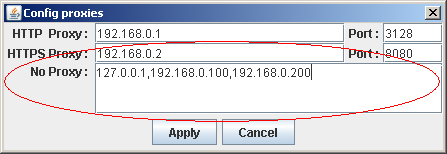 Config proxies
HTTP Proxy: 192.168.0.1 Port: 3128
HTTPS Proxy: 192.168.0.2 Port: 8080
No Proxy: 127.0.0.1,192.168.0.100,192.168.0.200
Apply Cancel